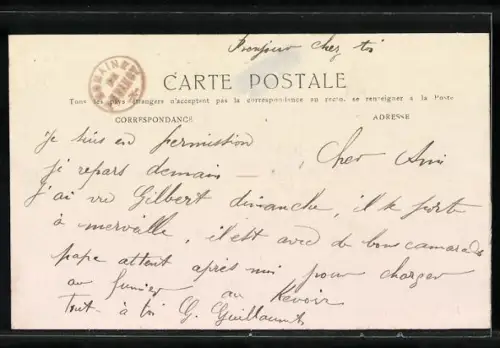 Bonjour chez toi
CARTE POSTALE
Tous les pays étrangers n'acceptent pas la correspondance au recto, se renseigner à la Poste
CORRESPONDANCE ADRESSE
Cher Ami
Je suis en permission
je repars demain —
j'ai vu Gilbert dimanche, il se porte
à merveille, il est avec de bons camarades
papa attent après moi pour charger
au fumier au Revoir
Tout à toi G. Guillaumet